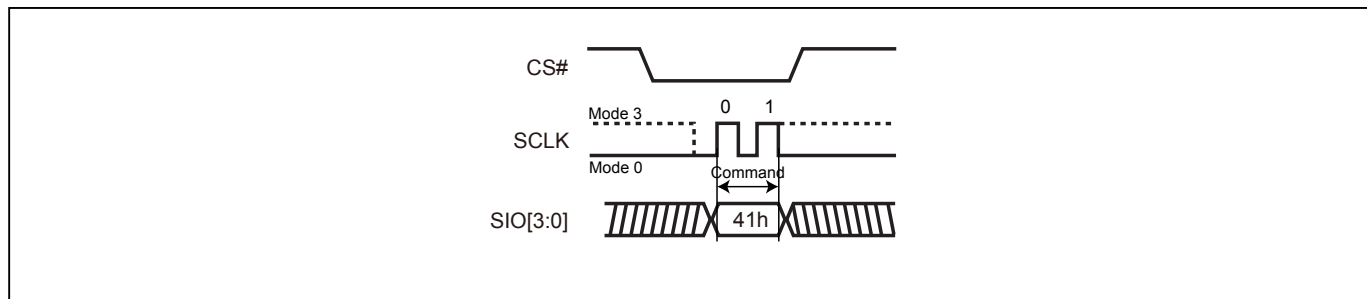 CS#
0 1
Mode 3
SCLK
Mode 0
Command
SIO[3:0]
41h